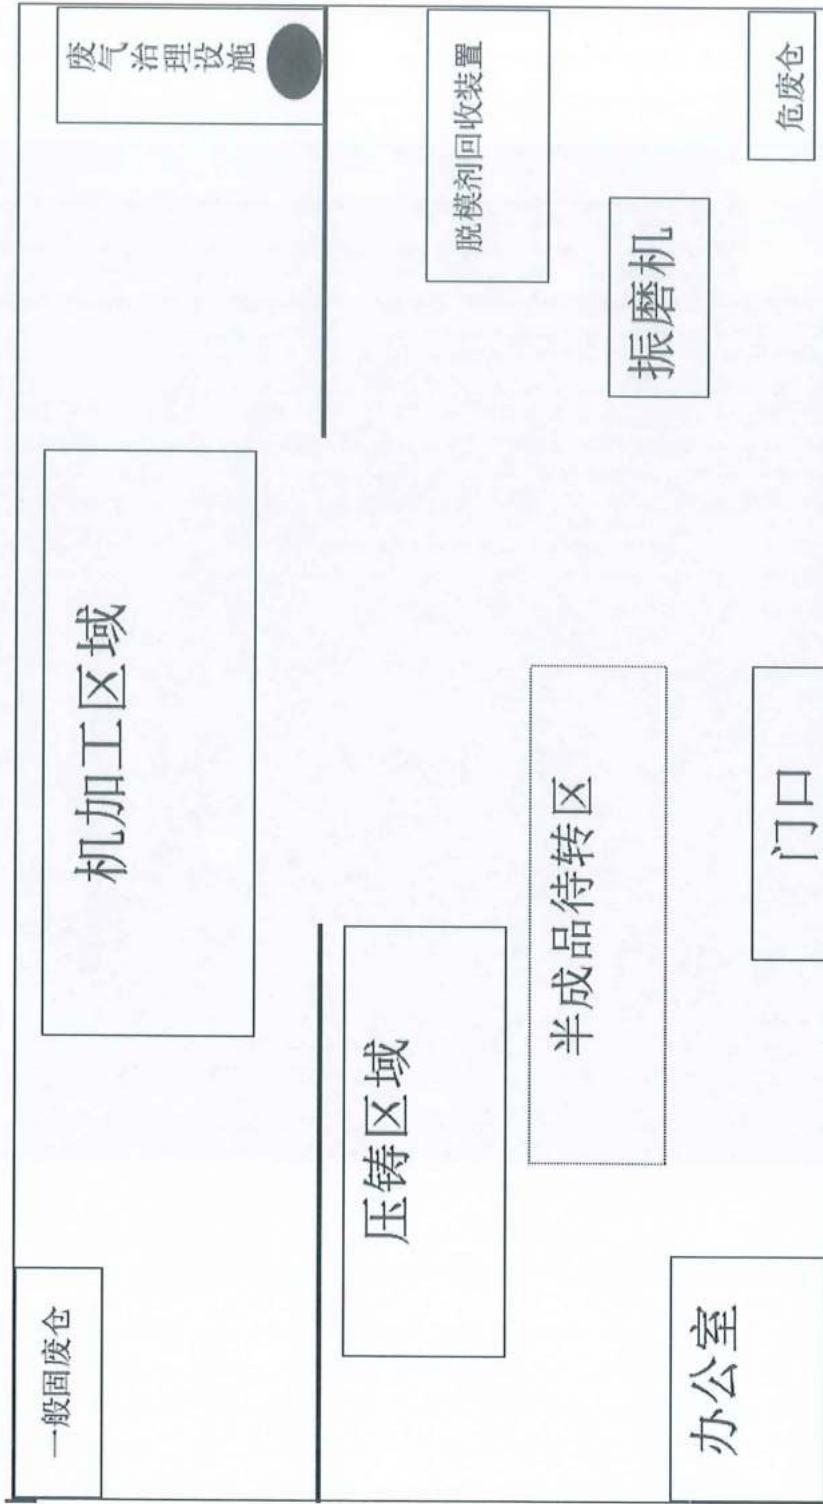 一般固废仓
机加工区域
废气治理设施
压铸区域
脱模剂回收装置
半成品待转区
振磨机
办公室
门口
危废仓